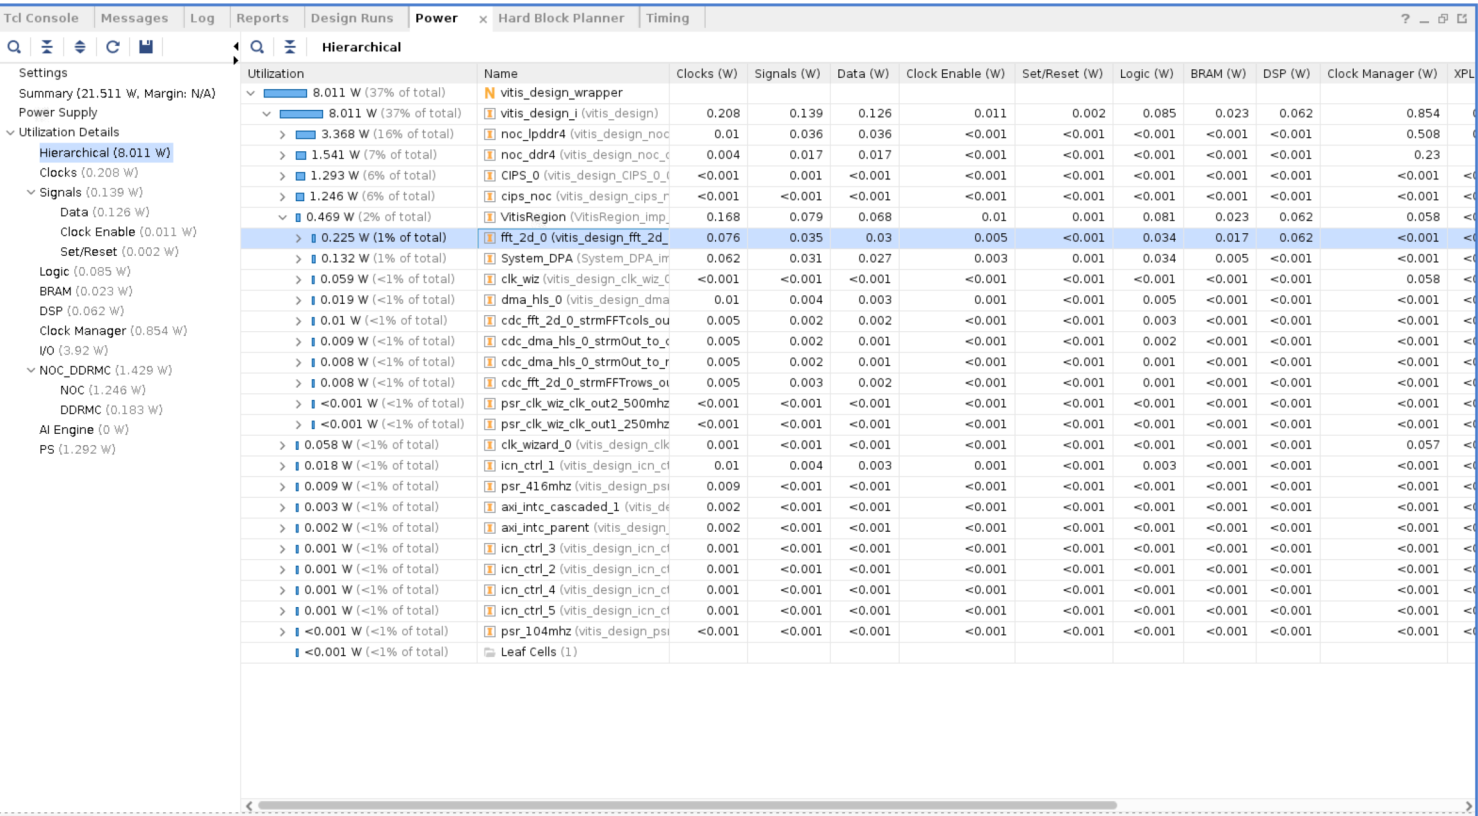 Tcl Console Messages Log Reports Design Runs Power × Hard Block Planner Timing ?
Hierarchical
Settings
Summary (21.511 W, Margin: N/A)
Power Supply
Utilization Details
Hierarchical (8.011 W)
Clocks (0.208 W)
Signals (0.139 W)
Data (0.126 W)
Clock Enable (0.011 W)
Set/Reset (0.002 W)
Logic (0.085 W)
BRAM (0.023 W)
DSP (0.062 W)
Clock Manager (0.854 W)
I/O (3.92 W)
NOC_DDRMC (1.429 W)
NOC (1.246 W)
DDRMC (0.183 W)
AI Engine (0 W)
PS (1.292 W)
Utilization Name Clocks (W) Signals (W) Data (W) Clock Enable (W) Set/Reset (W) Logic (W) BRAM (W) DSP (W) Clock Manager (W) XPL
8.011 W (37% of total) N vitis_design_wrapper
8.011 W (37% of total) vitis_design_i (vitis_design) 0.208 0.139 0.126 0.011 0.002 0.085 0.023 0.062 0.854
3.368 W (16% of total) noc_lpddr4 (vitis_design_noc 0.01 0.036 0.036 <0.001 <0.001 <0.001 <0.001 <0.001 0.508
1.541 W (7% of total) noc_ddr4 (vitis_design_noc_ 0.004 0.017 0.017 <0.001 <0.001 <0.001 <0.001 <0.001 0.23
1.293 W (6% of total) CIPS_0 (vitis_design_CIPS_0_ <0.001 0.001 <0.001 <0.001 <0.001 <0.001 <0.001 <0.001 <0.001 <
1.246 W (6% of total) cips_noc (vitis_design_cips_ <0.001 <0.001 <0.001 <0.001 <0.001 <0.001 <0.001 <0.001 <0.001 <
0.469 W (2% of total) VitisRegion (VitisRegion_imp_ 0.168 0.079 0.068 0.01 0.001 0.081 0.023 0.062 0.058 <
0.225 W (1% of total) fft_2d_0 (vitis_design_fft_2d_ 0.076 0.035 0.03 0.005 <0.001 0.034 0.017 0.062 <0.001 <
0.132 W (1% of total) System_DPA (System_DPA_im 0.062 0.031 0.027 0.003 0.001 0.034 0.005 <0.001 <0.001 <
0.059 W (<1% of total) clk_wiz (vitis_design_clk_wiz_ <0.001 <0.001 <0.001 <0.001 <0.001 <0.001 <0.001 <0.001 0.058 <
0.019 W (<1% of total) dma_hls_0 (vitis_design_dma 0.01 0.004 0.003 0.001 <0.001 0.005 <0.001 <0.001 <0.001 <
0.01 W (<1% of total) cdc_fft_2d_0_strmFFTcols_ou 0.005 0.002 0.002 <0.001 <0.001 0.003 <0.001 <0.001 <0.001 <
0.009 W (<1% of total) cdc_dma_hls_0_strmOut_to_c 0.005 0.002 0.001 <0.001 <0.001 0.002 <0.001 <0.001 <0.001 <
0.008 W (<1% of total) cdc_dma_hls_0_strmOut_to_r 0.005 0.002 0.001 <0.001 <0.001 0.001 <0.001 <0.001 <0.001 <
0.008 W (<1% of total) cdc_fft_2d_0_strmFFTrows_ou 0.005 0.003 0.002 <0.001 <0.001 0.001 <0.001 <0.001 <0.001 <
<0.001 W (<1% of total) psr_clk_wiz_clk_out2_500mhz <0.001 <0.001 <0.001 <0.001 <0.001 <0.001 <0.001 <0.001 <0.001 <
<0.001 W (<1% of total) psr_clk_wiz_clk_out1_250mhz <0.001 <0.001 <0.001 <0.001 <0.001 <0.001 <0.001 <0.001 <0.001 <
0.058 W (<1% of total) clk_wizard_0 (vitis_design_clk 0.001 <0.001 <0.001 <0.001 <0.001 <0.001 <0.001 <0.001 0.057 <
0.018 W (<1% of total) icn_ctrl_1 (vitis_design_icn_ct 0.01 0.004 0.003 0.001 <0.001 0.003 <0.001 <0.001 <0.001 <
0.009 W (<1% of total) psr_416mhz (vitis_design_psr 0.009 <0.001 <0.001 <0.001 <0.001 <0.001 <0.001 <0.001 <0.001 <
0.003 W (<1% of total) axi_intc_cascaded_1 (vitis_de 0.002 <0.001 <0.001 <0.001 <0.001 <0.001 <0.001 <0.001 <0.001 <
0.002 W (<1% of total) axi_intc_parent (vitis_design_ 0.002 <0.001 <0.001 <0.001 <0.001 <0.001 <0.001 <0.001 <0.001 <
0.001 W (<1% of total) icn_ctrl_3 (vitis_design_icn_ct 0.001 <0.001 <0.001 <0.001 <0.001 <0.001 <0.001 <0.001 <0.001 <
0.001 W (<1% of total) icn_ctrl_2 (vitis_design_icn_ct 0.001 <0.001 <0.001 <0.001 <0.001 <0.001 <0.001 <0.001 <0.001 <
0.001 W (<1% of total) icn_ctrl_4 (vitis_design_icn_ct 0.001 <0.001 <0.001 <0.001 <0.001 <0.001 <0.001 <0.001 <0.001 <
0.001 W (<1% of total) icn_ctrl_5 (vitis_design_icn_ct 0.001 <0.001 <0.001 <0.001 <0.001 <0.001 <0.001 <0.001 <0.001 <
<0.001 W (<1% of total) psr_104mhz (vitis_design_psr <0.001 <0.001 <0.001 <0.001 <0.001 <0.001 <0.001 <0.001 <0.001 <
<0.001 W (<1% of total) Leaf Cells (1)